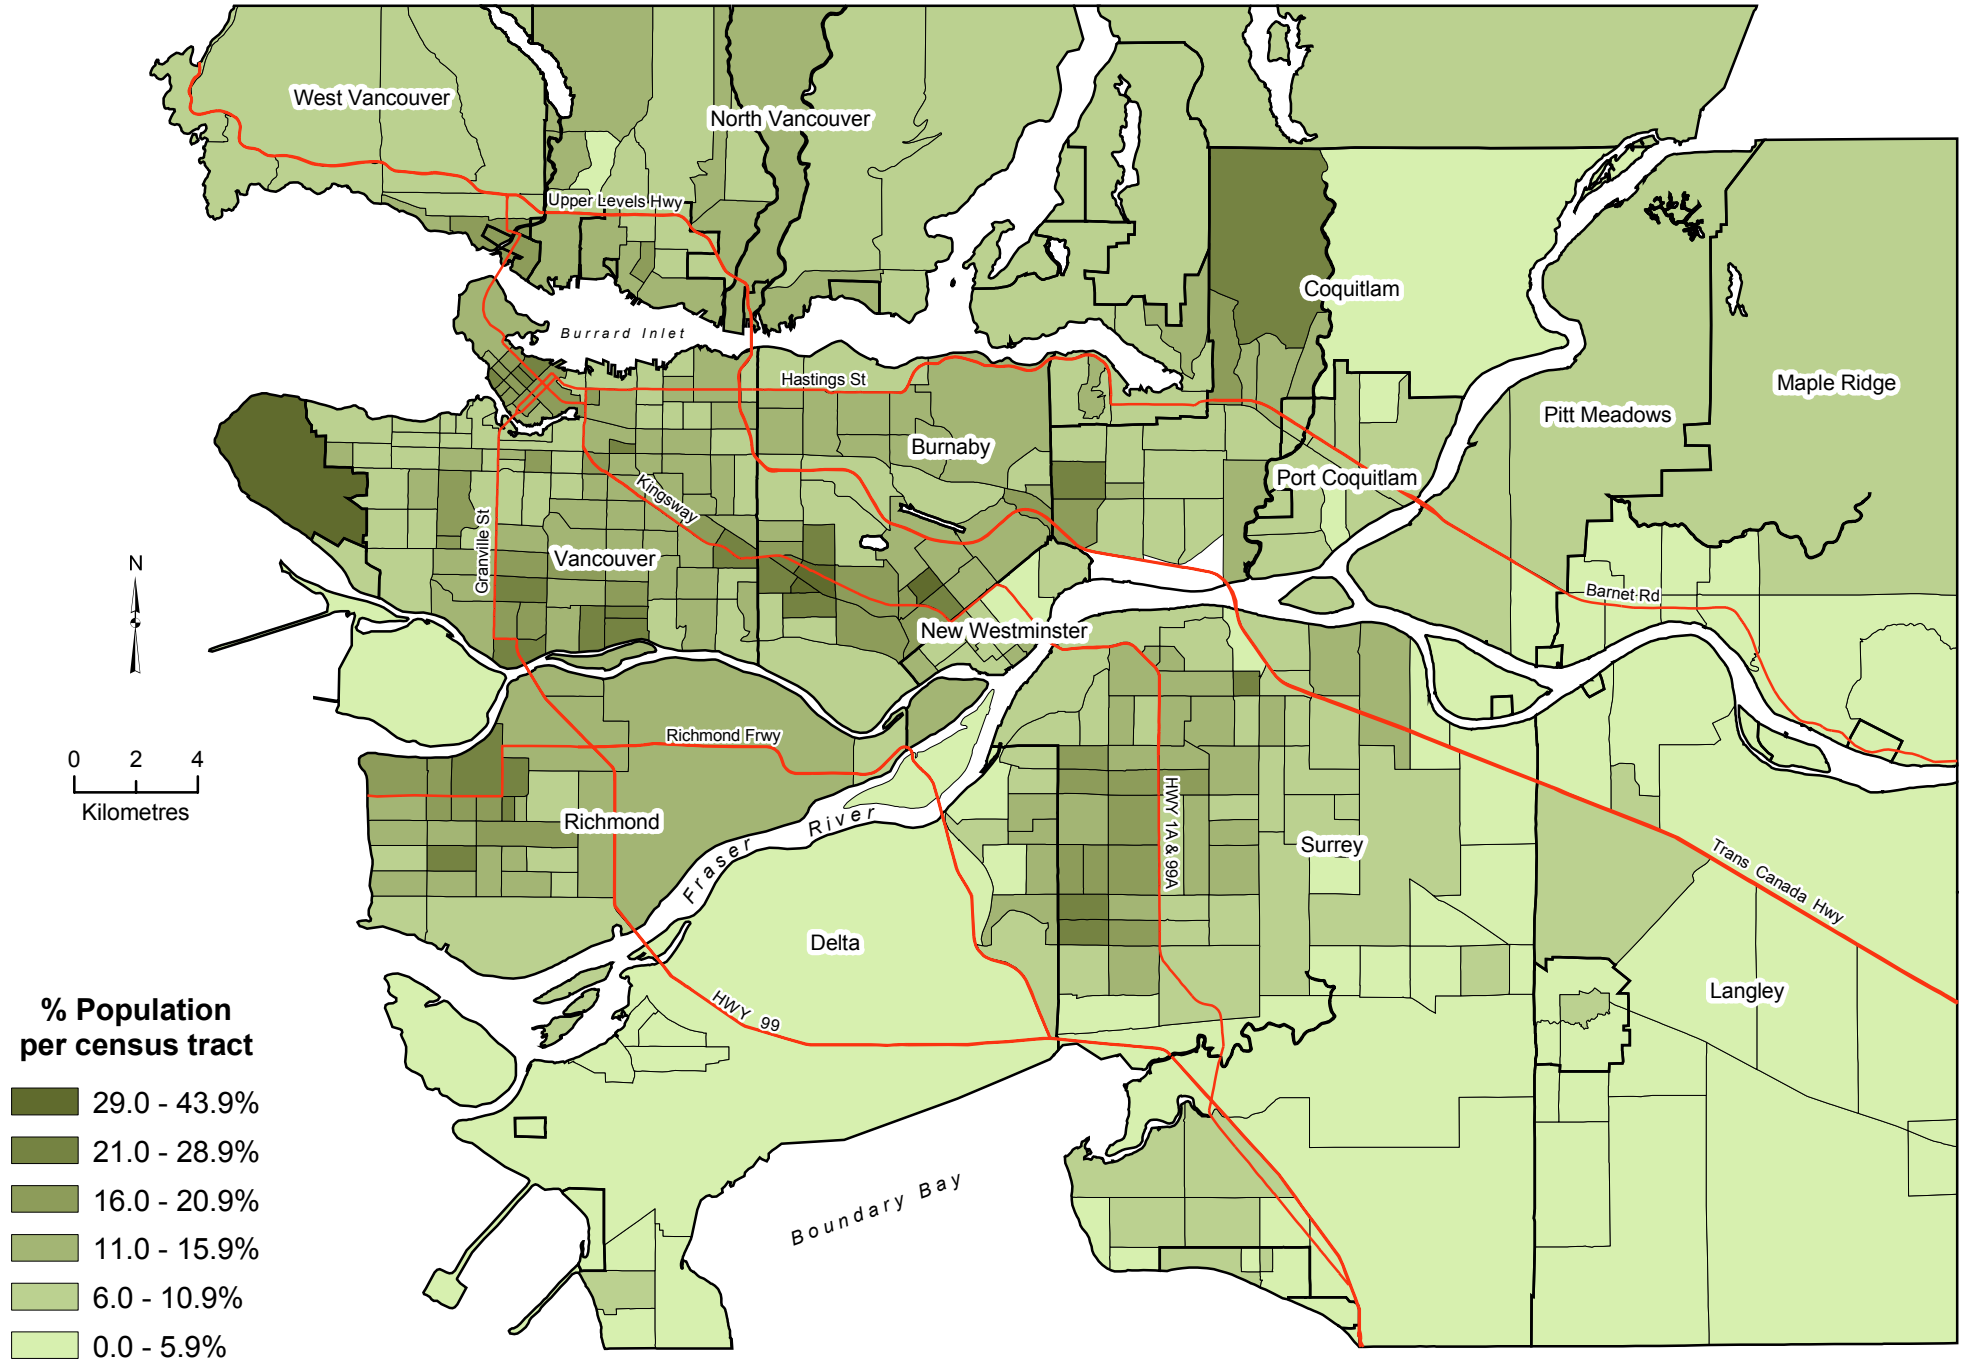 West Vancouver
North Vancouver
Upper Levels Hwy
Coquitlam
Burrard Inlet
Hastings St
Maple Ridge
Pitt Meadows
Burnaby
Port Coquitlam
Kingsway
Granville St
Vancouver
N
Barnet Rd
New Westminster
Richmond Frwy
0 2 4
Kilometres
HWY 1A & 99A
Richmond
Fraser River
Surrey
Trans Canada Hwy
Delta
Langley
HWY 99
Boundary Bay
% Population
per census tract
29.0 - 43.9%
21.0 - 28.9%
16.0 - 20.9%
11.0 - 15.9%
6.0 - 10.9%
0.0 - 5.9%